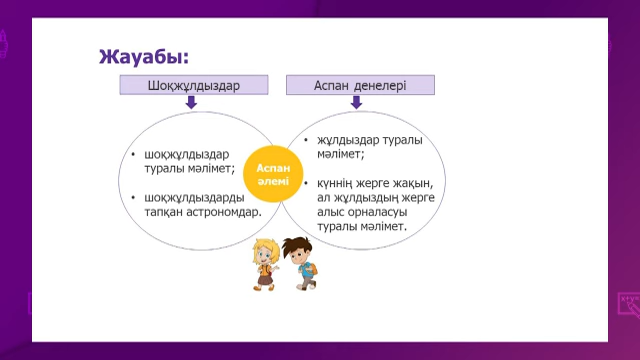 Жауабы:
Шоқжұлдыздар
Аспан денелері
• шоқжұлдыздар
туралы мәлімет;
• шоқжұлдыздарды
тапқан астрономдар.
Аспан
әлемі
• жұлдыздар туралы
мәлімет;
• күннің жерге жақын,
ал жұлдыздың жерге
алыс орналасуы
туралы мәлімет.